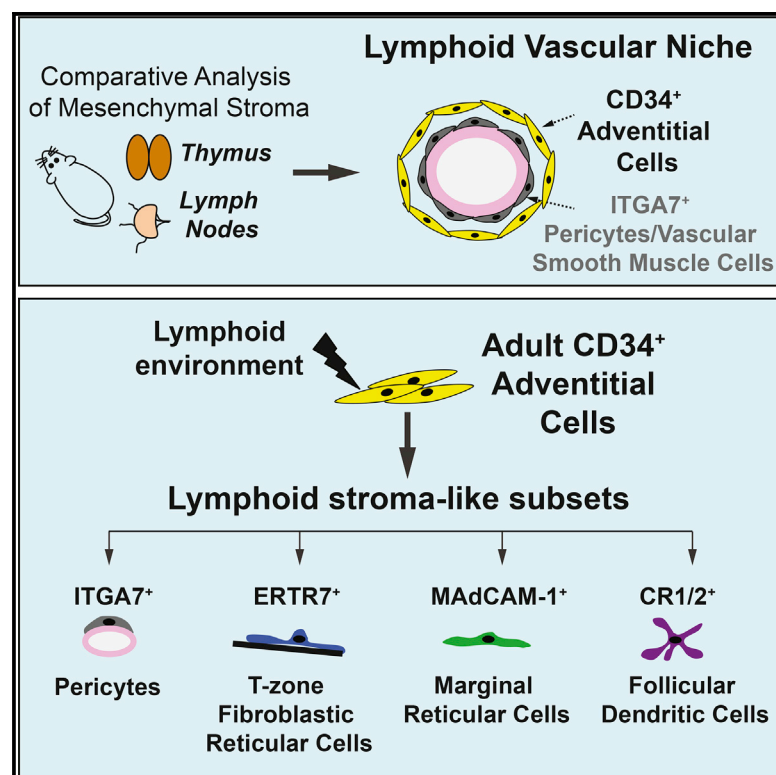 Lymphoid Vascular Niche
Comparative Analysis
of Mesenchymal Stroma
Thymus
Lymph
Nodes
CD34⁺
Adventitial
Cells
ITGA7⁺
Pericytes/Vascular
Smooth Muscle Cells
Lymphoid
environment
Adult CD34⁺
Adventitial
Cells
Lymphoid stroma-like subsets
ITGA7⁺
Pericytes
ERTR7⁺
T-zone
Fibroblastic
Reticular Cells
MAdCAM-1⁺
Marginal
Reticular Cells
CR1/2⁺
Follicular
Dendritic Cells